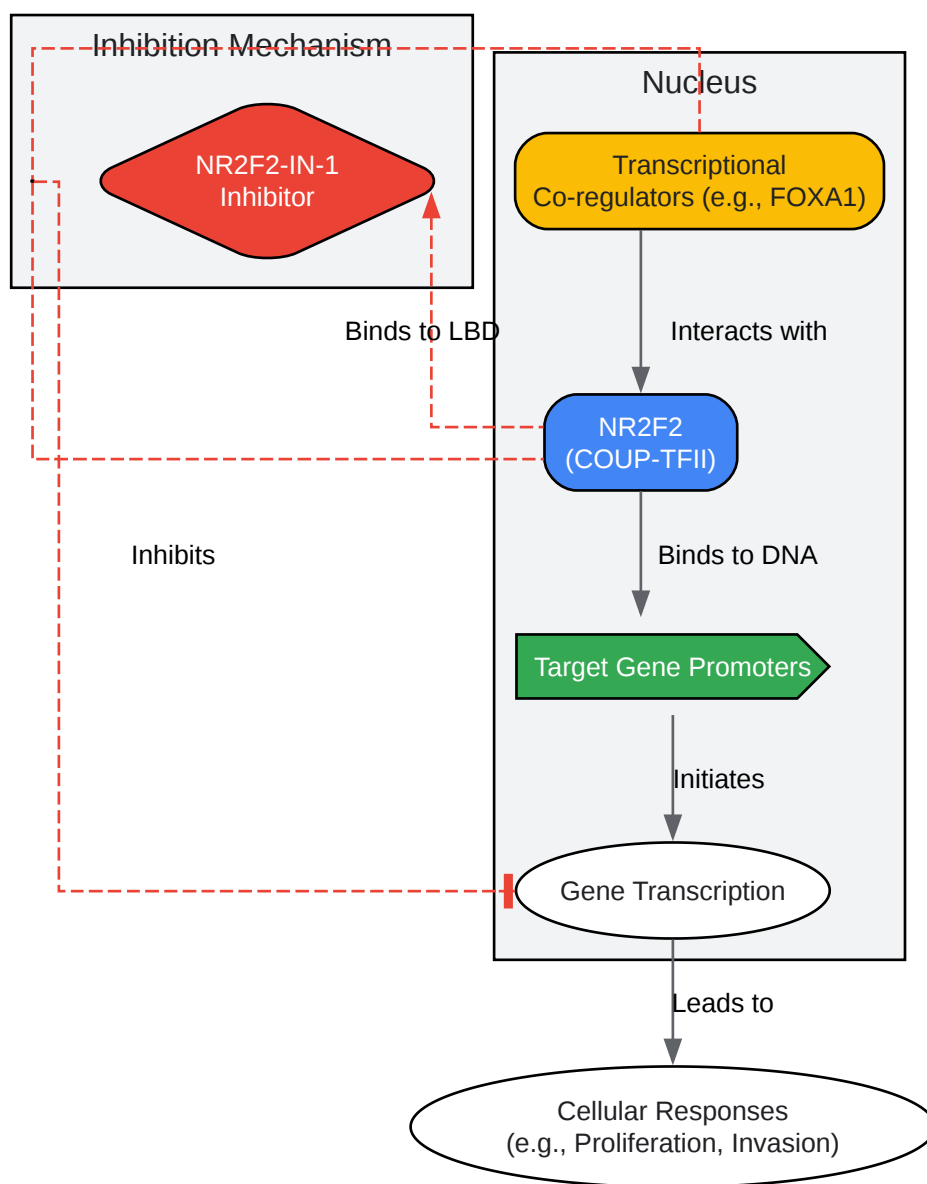 Inhibition Mechanism
Nucleus
NR2F2-IN-1
Inhibitor
Transcriptional
Co-regulators (e.g., FOXA1)
Binds to LBD
Interacts with
NR2F2
(COUP-TFII)
Inhibits
Binds to DNA
Target Gene Promoters
Initiates
Gene Transcription
Leads to
Cellular Responses
(e.g., Proliferation, Invasion)